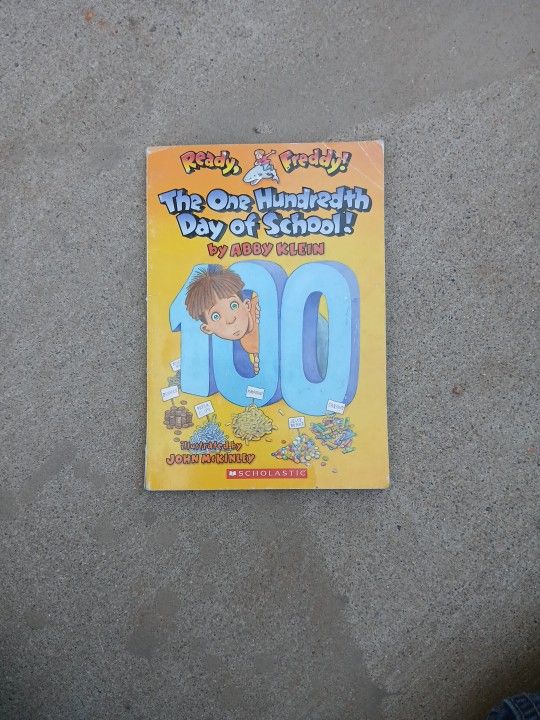 Ready, Freddy!
The One Hundredth
Day of School!
by ABBY KLEIN
100
illustrated by
JOHN McKINLEY
SCHOLASTIC